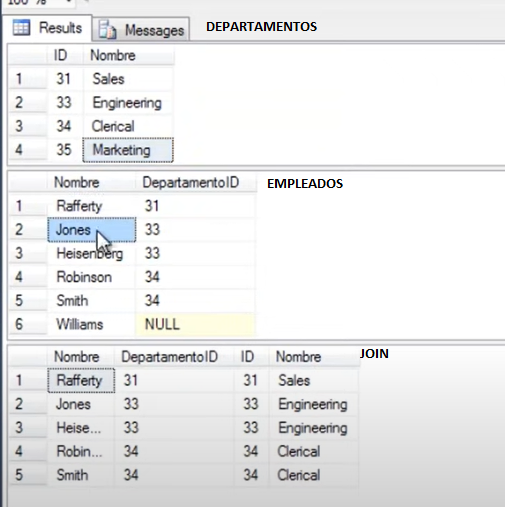 100 %
Results Messages DEPARTAMENTOS
ID Nombre
1 31 Sales
2 33 Engineering
3 34 Clerical
4 35 Marketing
Nombre DepartamentoID EMPLEADOS
1 Rafferty 31
2 Jones 33
3 Heisenberg 33
4 Robinson 34
5 Smith 34
6 Williams NULL
Nombre DepartamentoID ID Nombre JOIN
1 Rafferty 31 31 Sales
2 Jones 33 33 Engineering
3 Heise... 33 33 Engineering
4 Robin... 34 34 Clerical
5 Smith 34 34 Clerical